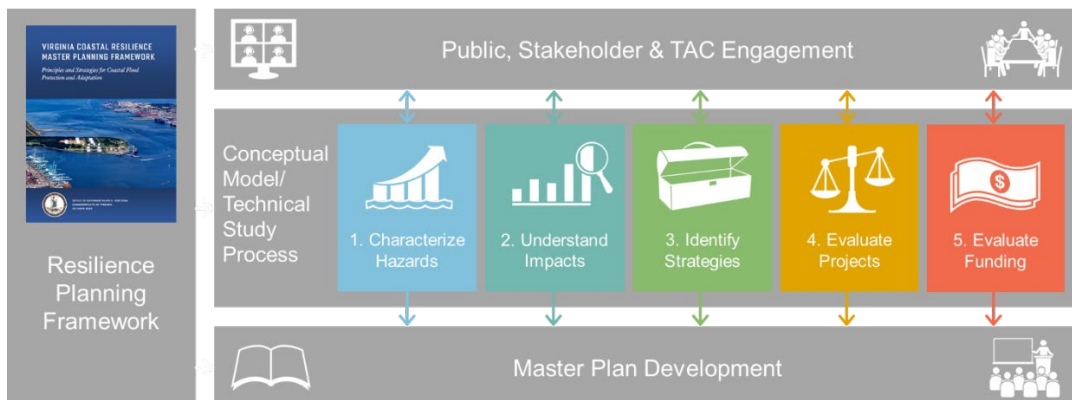 VIRGINIA COASTAL RESILIENCE
MASTER PLANNING FRAMEWORK
Principles and Strategies for Coastal Flood
Protection and Adaptation
Resilience
Planning
Framework
Public, Stakeholder & TAC Engagement
Conceptual
Model/
Technical
Study
Process
1. Characterize
Hazards
2. Understand
Impacts
3. Identify
Strategies
4. Evaluate
Projects
$
5. Evaluate
Funding
Master Plan Development